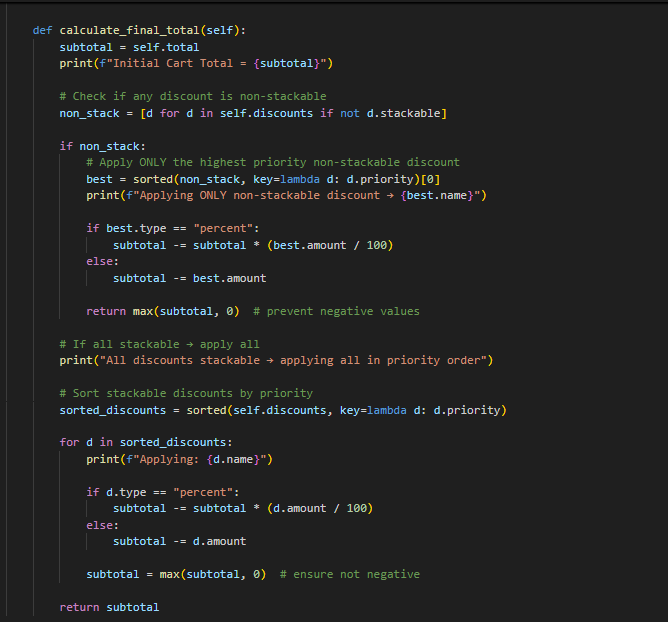 def calculate_final_total(self):
    subtotal = self.total
    print(f"Initial Cart Total = {subtotal}")

    # Check if any discount is non-stackable
    non_stack = [d for d in self.discounts if not d.stackable]

    if non_stack:
        # Apply ONLY the highest priority non-stackable discount
        best = sorted(non_stack, key=lambda d: d.priority)[0]
        print(f"Applying ONLY non-stackable discount → {best.name}")

        if best.type == "percent":
            subtotal -= subtotal * (best.amount / 100)
        else:
            subtotal -= best.amount

        return max(subtotal, 0)  # prevent negative values

    # If all stackable → apply all
    print("All discounts stackable → applying all in priority order")

    # Sort stackable discounts by priority
    sorted_discounts = sorted(self.discounts, key=lambda d: d.priority)

    for d in sorted_discounts:
        print(f"Applying: {d.name}")

        if d.type == "percent":
            subtotal -= subtotal * (d.amount / 100)
        else:
            subtotal -= d.amount

        subtotal = max(subtotal, 0)  # ensure not negative

    return subtotal